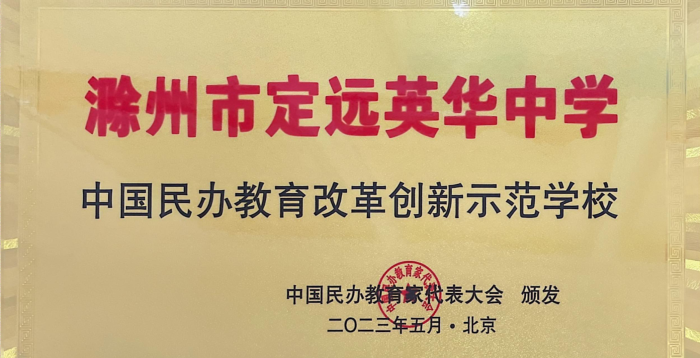 滁州市定远英华中学
中国民办教育改革创新示范学校
中国民办教育家代表大会 颁发
二〇二三年五月·北京